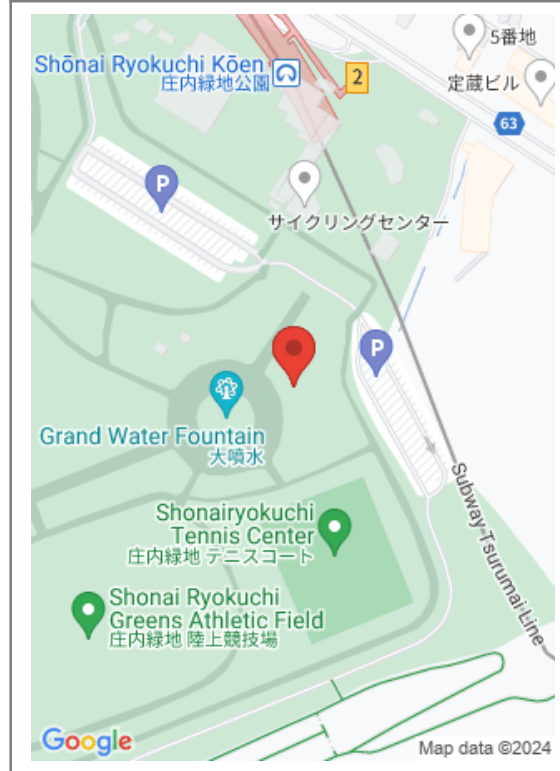 5番地
Shōnai Ryokuchi Kōen
庄内緑地公園
2
定蔵ビル
63
P
サイクリングセンター
P
Grand Water Fountain
大噴水
Shonairyokuchi
Tennis Center
庄内緑地 テニスコート
Subway Tsurumai Line
Shonai Ryokuchi
Greens Athletic Field
庄内緑地 陸上競技場
Google
Map data ©2024